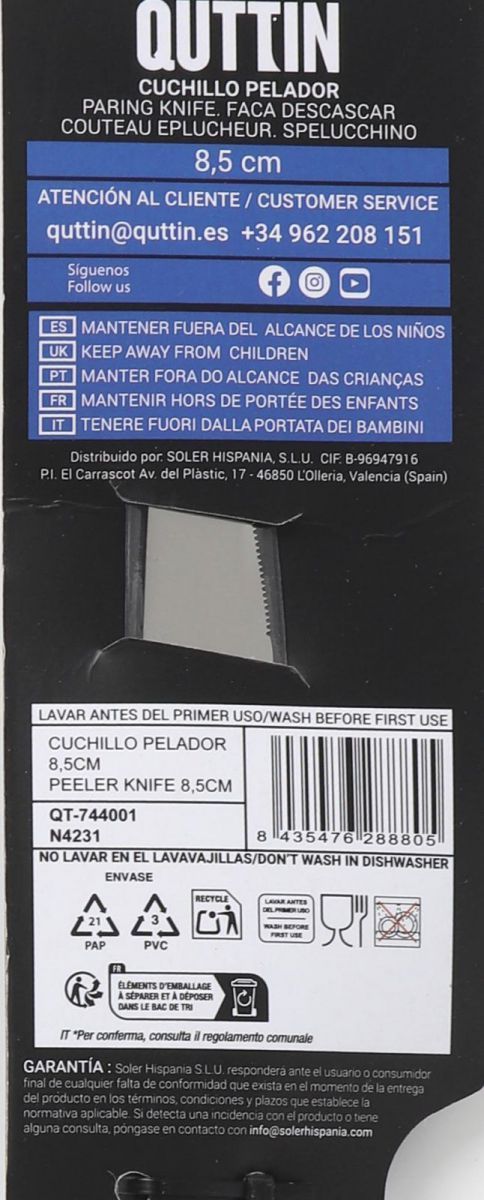 QUTTIN
CUCHILLO PELADOR
PARING KNIFE. FACA DESCASCAR
COUTEAU EPLUCHEUR. SPELUCCHINO
8,5 cm
ATENCIÓN AL CLIENTE / CUSTOMER SERVICE
quttin@quttin.es +34 962 208 151
Síguenos
Follow us
ES MANTENER FUERA DEL ALCANCE DE LOS NIÑOS
UK KEEP AWAY FROM CHILDREN
PT MANTER FORA DO ALCANCE DAS CRIANÇAS
FR MANTENIR HORS DE PORTÉE DES ENFANTS
IT TENERE FUORI DALLA PORTATA DEI BAMBINI
Distribuido por: SOLER HISPANIA, S.L.U. CIF: B-96947916
P.I. El Carrascot Av. del Plàstic, 17 - 46850 L'Olleria, Valencia (Spain)
LAVAR ANTES DEL PRIMER USO/WASH BEFORE FIRST USE
CUCHILLO PELADOR
8,5CM
PEELER KNIFE 8,5CM
QT-744001
N4231
8 435476 288805
NO LAVAR EN EL LAVAVAJILLAS/DON'T WASH IN DISHWASHER
ENVASE
21
PAP
3
PVC
RECYCLE
LAVAR ANTES
DEL PRIMER USO
WASH BEFORE
FIRST USE
FR
ÉLÉMENTS D'EMBALLAGE
À SÉPARER ET À DÉPOSER
DANS LE BAC DE TRI
IT *Per conferma, consulta il regolamento comunale
GARANTÍA : Soler Hispania S.L.U. responderá ante el usuario o consumidor
final de cualquier falta de conformidad que exista en el momento de la entrega
del producto en los términos, condiciones y plazos que establece la
normativa aplicable. Si detecta una incidencia con el producto o tiene
alguna consulta, póngase en contacto con info@solerhispania.com